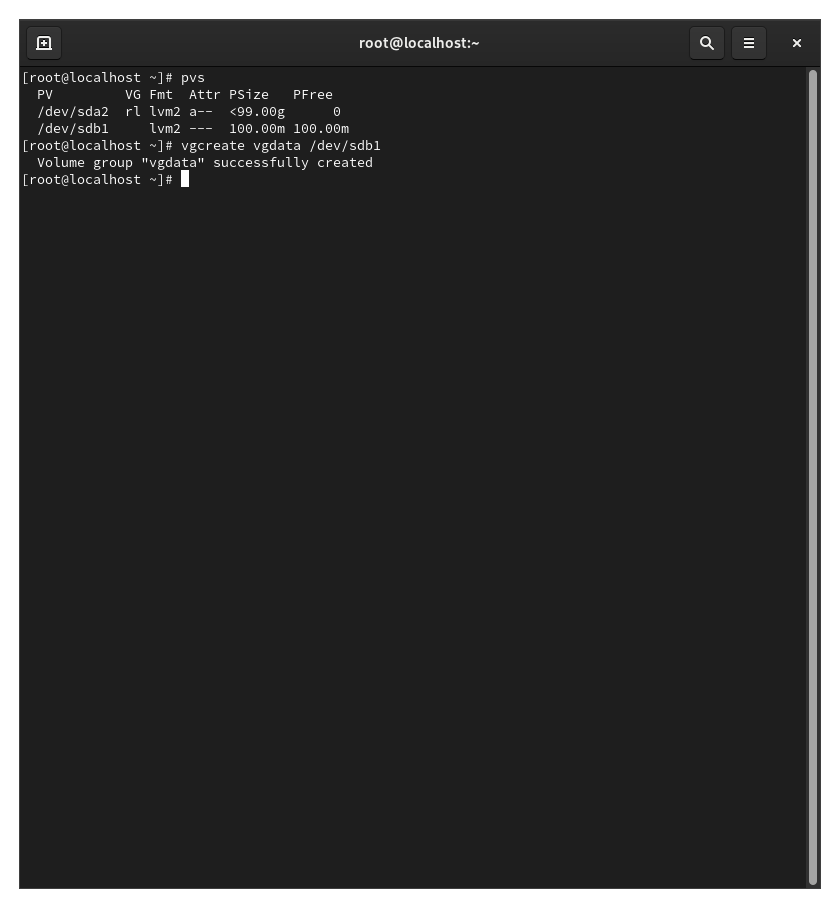 root@localhost:~
[root@localhost ~]# pvs
  PV         VG Fmt  Attr PSize   PFree
  /dev/sda2  rl lvm2 a--  <99.00g      0
  /dev/sdb1     lvm2 ---  100.00m 100.00m
[root@localhost ~]# vgcreate vgdata /dev/sdb1
  Volume group "vgdata" successfully created
[root@localhost ~]#